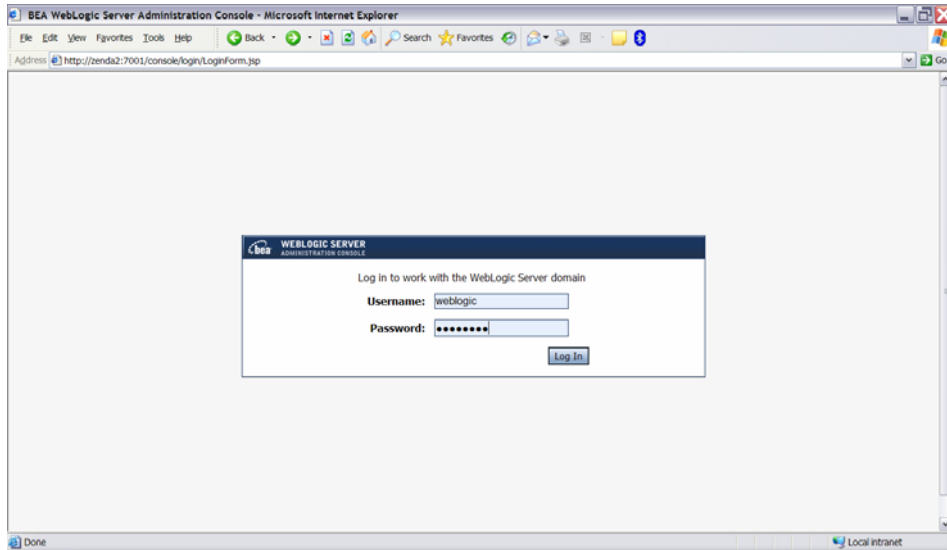 BEA WebLogic Server Administration Console - Microsoft Internet Explorer
File Edit View Favorites Tools Help Back Search Favorites
Address http://zenda2:7001/console/login/LoginForm.jsp Go
bea WEBLOGIC SERVER
ADMINISTRATION CONSOLE
Log in to work with the WebLogic Server domain
Username: weblogic
Password: ●●●●●●●●
Log In
Done Local intranet